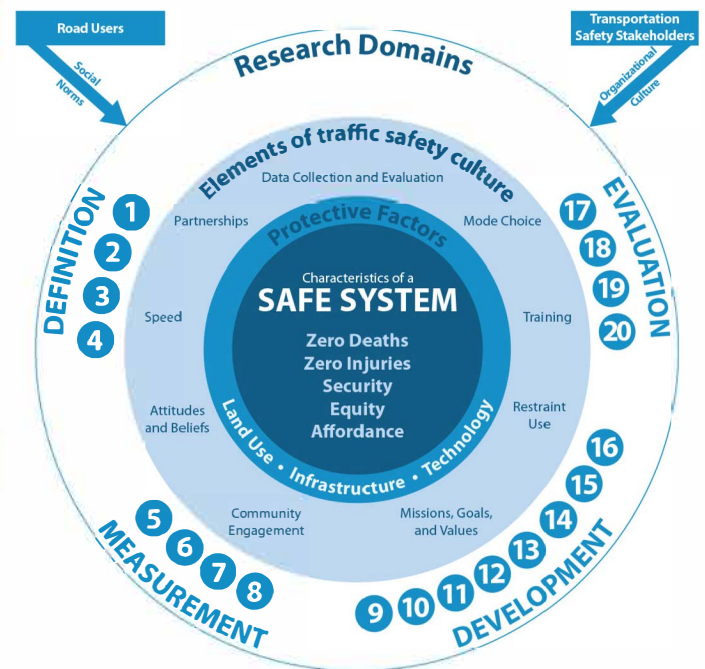 Road Users
Social
Norms
Transportation
Safety Stakeholders
Organizational
Culture
Research Domains
Elements of traffic safety culture
Data Collection and Evaluation
Partnerships
Mode Choice
Speed
Training
Attitudes
and Beliefs
Restraint
Use
Community
Engagement
Missions, Goals,
and Values
Protective Factors
Characteristics of a
SAFE SYSTEM
Zero Deaths
Zero Injuries
Security
Equity
Affordance
Land Use • Infrastructure • Technology
DEFINITION
1
2
3
4
MEASUREMENT
5
6
7
8
DEVELOPMENT
9
10
11
12
13
14
15
16
EVALUATION
17
18
19
20